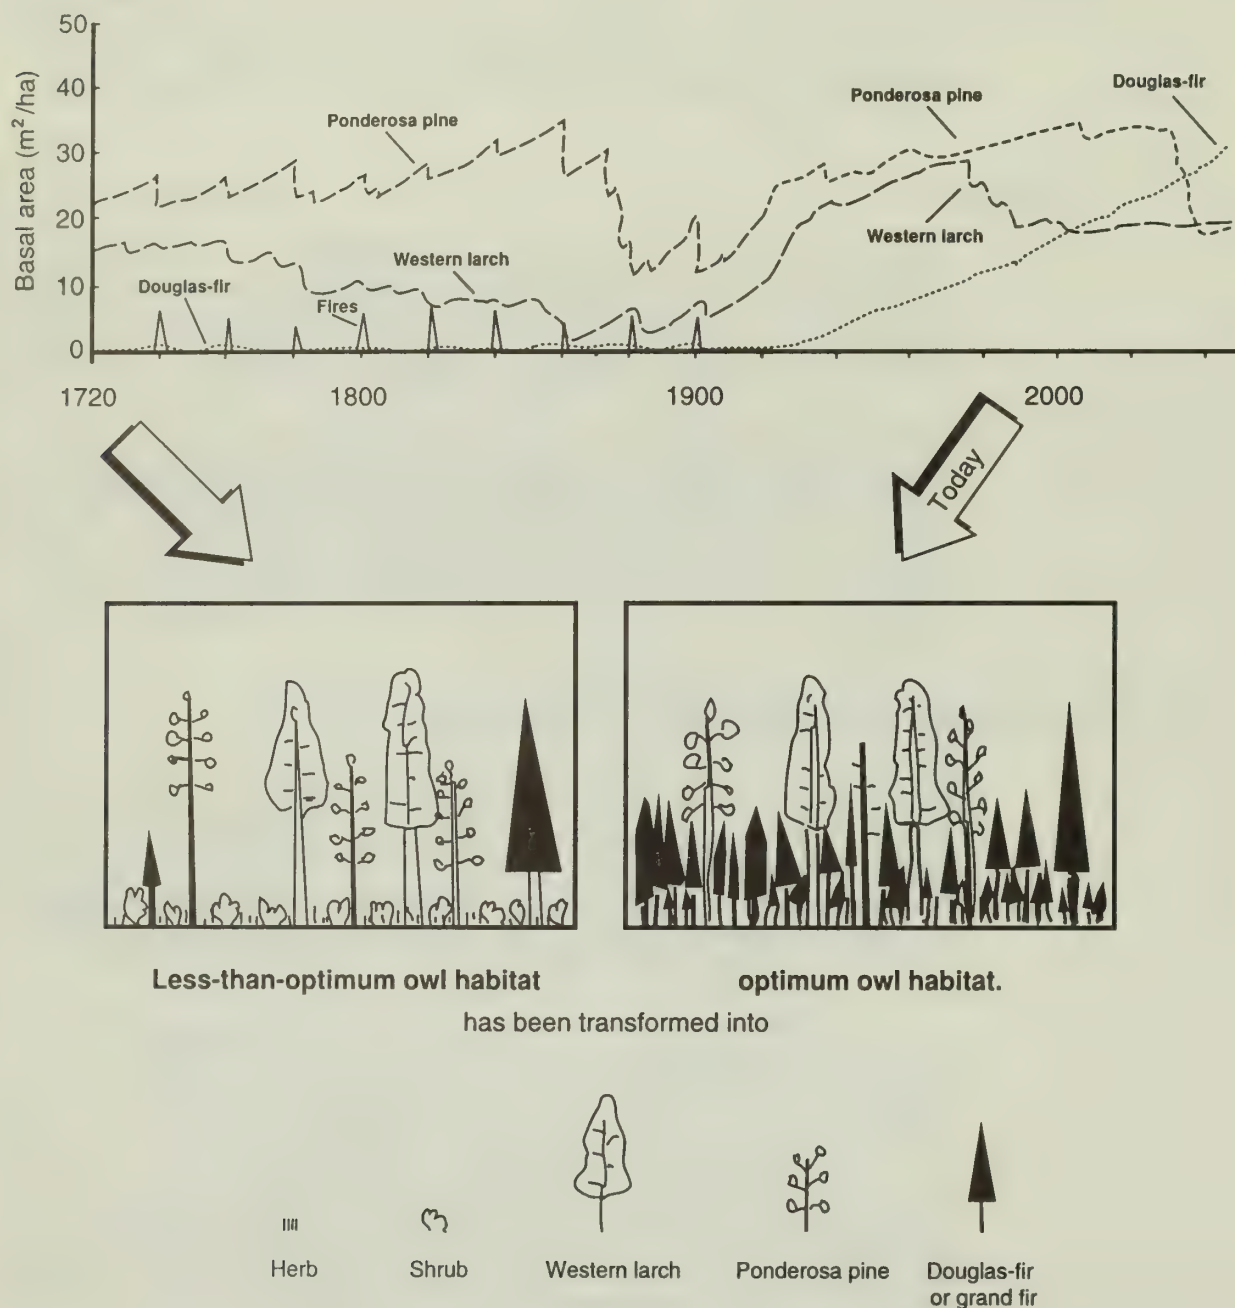 50
40
30
20
10
0
Basal area (m²/ha)
Ponderosa pine
Western larch
Douglas-fir
Fires
Ponderosa pine
Douglas-fir
Western larch
1720
1800
1900
2000
Today
Less-than-optimum owl habitat
optimum owl habitat.
has been transformed into
Herb
Shrub
Western larch
Ponderosa pine
Douglas-fir
or grand fir